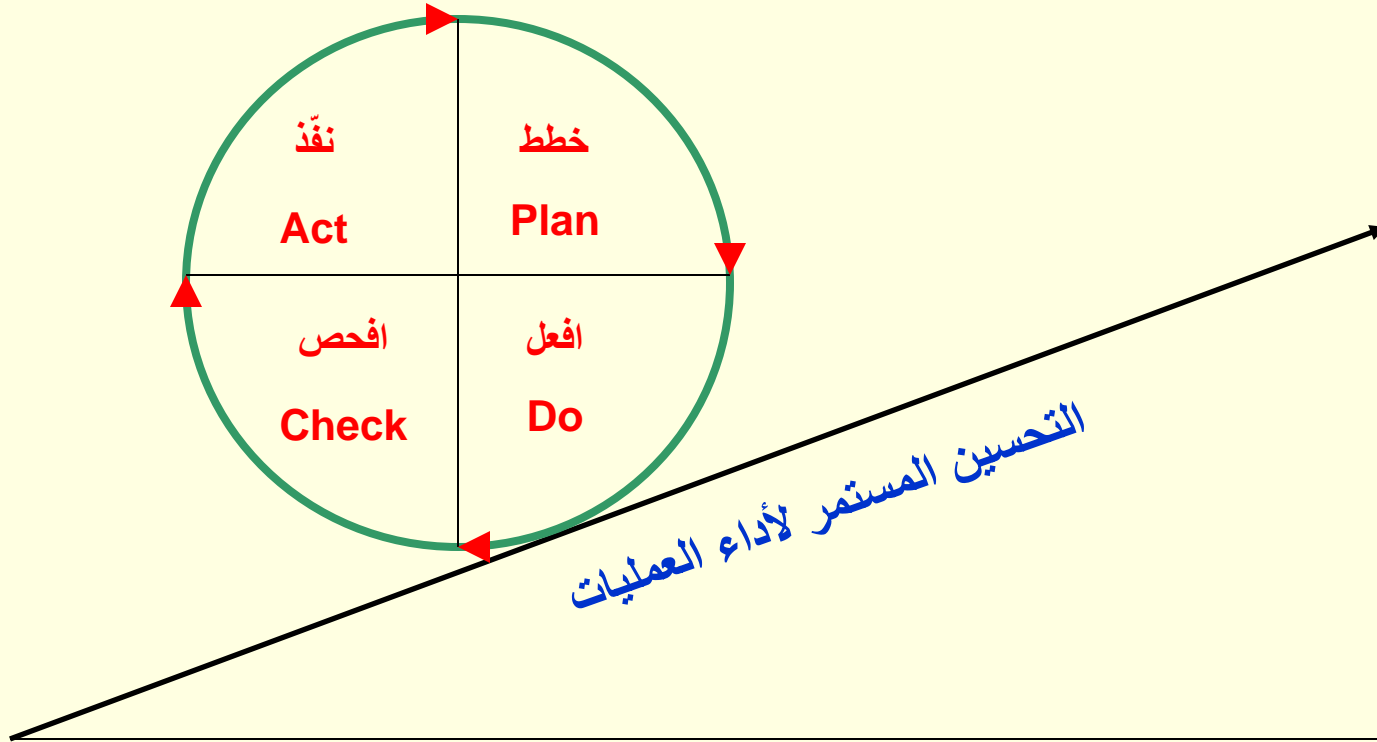 نفّذ
Act
خطط
Plan
افحص
Check
افعل
Do
التحسين المستمر لأداء العمليات